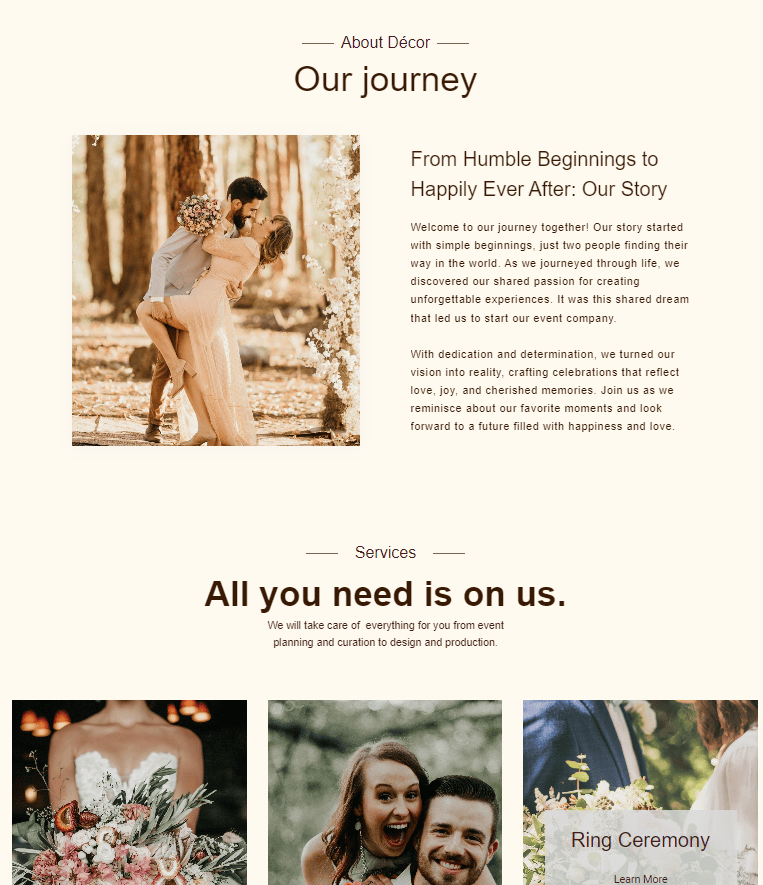 About Décor
Our journey
From Humble Beginnings to
Happily Ever After: Our Story
Welcome to our journey together! Our story started
with simple beginnings, just two people finding their
way in the world. As we journeyed through life, we
discovered our shared passion for creating
unforgettable experiences. It was this shared dream
that led us to start our event company.
With dedication and determination, we turned our
vision into reality, crafting celebrations that reflect
love, joy, and cherished memories. Join us as we
reminisce about our favorite moments and look
forward to a future filled with happiness and love.
Services
All you need is on us.
We will take care of  everything for you from event
planning and curation to design and production.
Ring Ceremony
Learn More